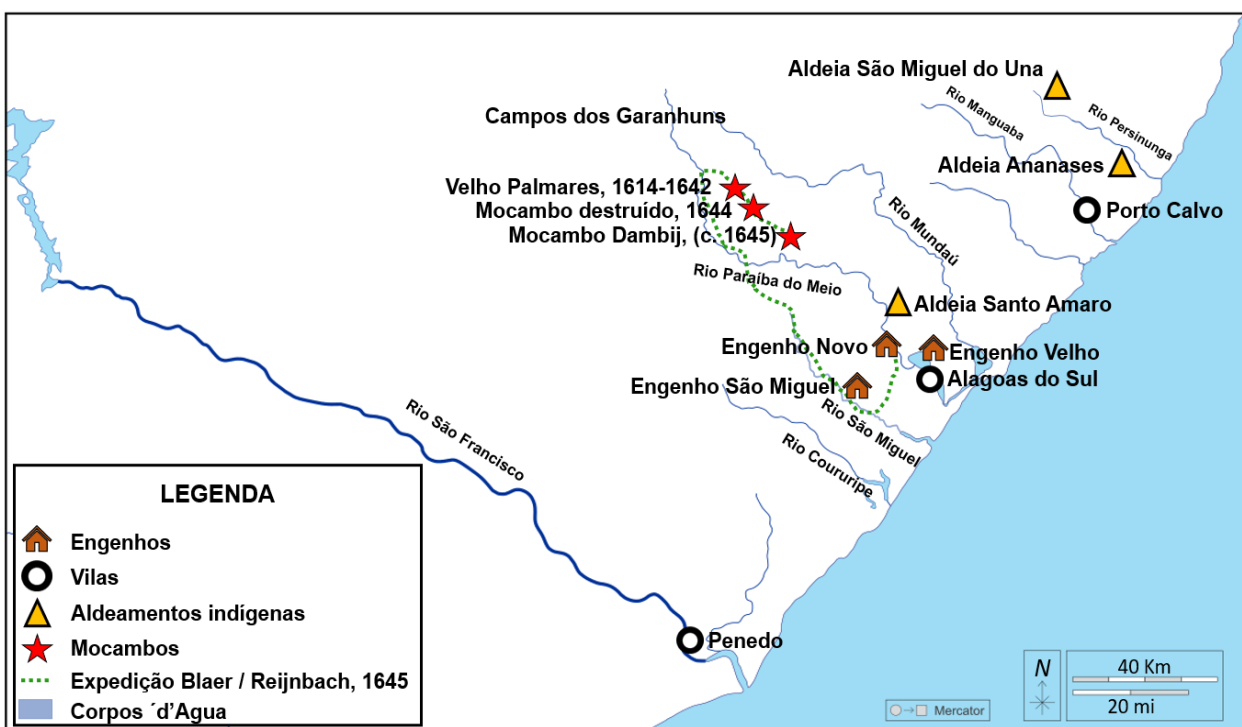 Aldeia São Miguel do Una
Rio Manguaba
Rio Persinunga
Campos dos Garanhuns
Aldeia Ananases
Velho Palmares, 1614-1642
Mocambo destruído, 1644
Porto Calvo
Mocambo Dambij, (c. 1645)
Rio Mundaú
Rio Paraíba do Meio
Aldeia Santo Amaro
Engenho Novo
Engenho Velho
Engenho São Miguel
Alagoas do Sul
Rio São Miguel
Rio São Francisco
Rio Coururipe
Penedo
LEGENDA
Engenhos
Vilas
Aldeamentos indígenas
Mocambos
Expedição Blaer / Reijnbach, 1645
Corpos ´d'Agua
N
40 Km
20 mi
Mercator